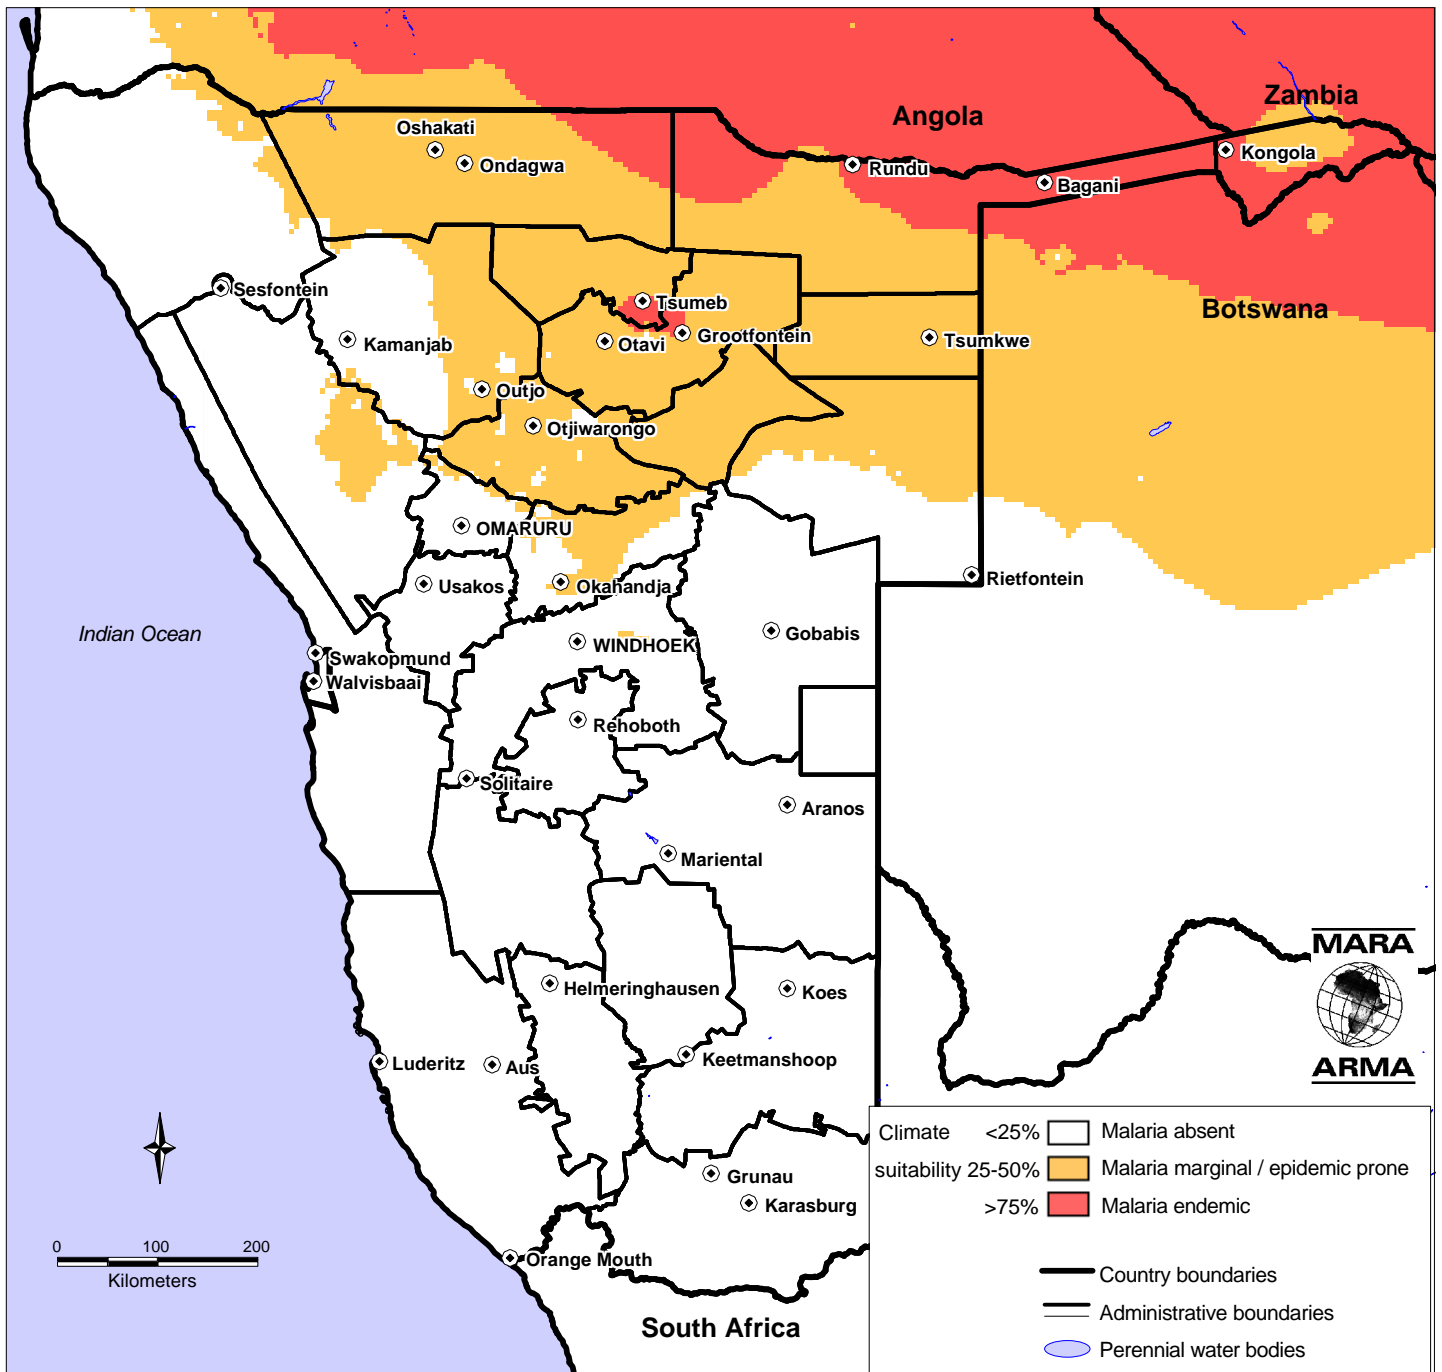 Angola
Zambia
Oshakati
Ondagwa
Rundu
Bagani
Kongola
Sesfontein
Tsumeb
Botswana
Kamanjab
Otavi
Grootfontein
Tsumkwe
Outjo
Otjiwarongo
OMARURU
Usakos
Okahandja
Rietfontein
Indian Ocean
WINDHOEK
Gobabis
Swakopmund
Walvisbaai
Rehoboth
Solitaire
Aranos
Mariental
MARA
ARMA
Helmeringhausen
Koes
Luderitz
Aus
Keetmanshoop
Grunau
Karasburg
Orange Mouth
South Africa
0 100 200
Kilometers
Climate <25% Malaria absent
suitability 25-50% Malaria marginal / epidemic prone
>75% Malaria endemic
Country boundaries
Administrative boundaries
Perennial water bodies